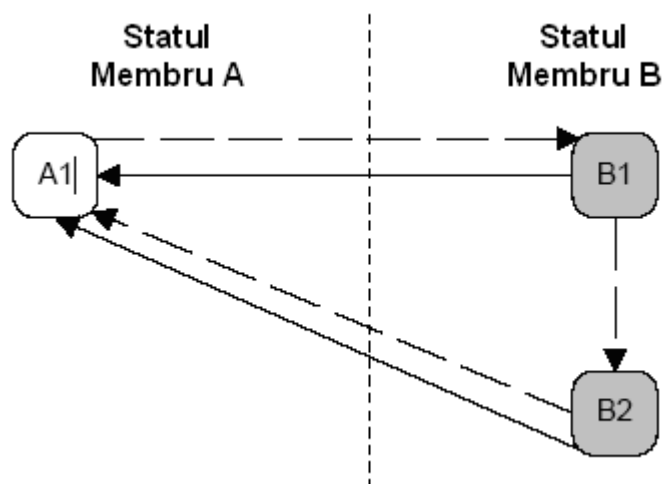 Statul
Membru A
Statul
Membru B
A1
B1
B2